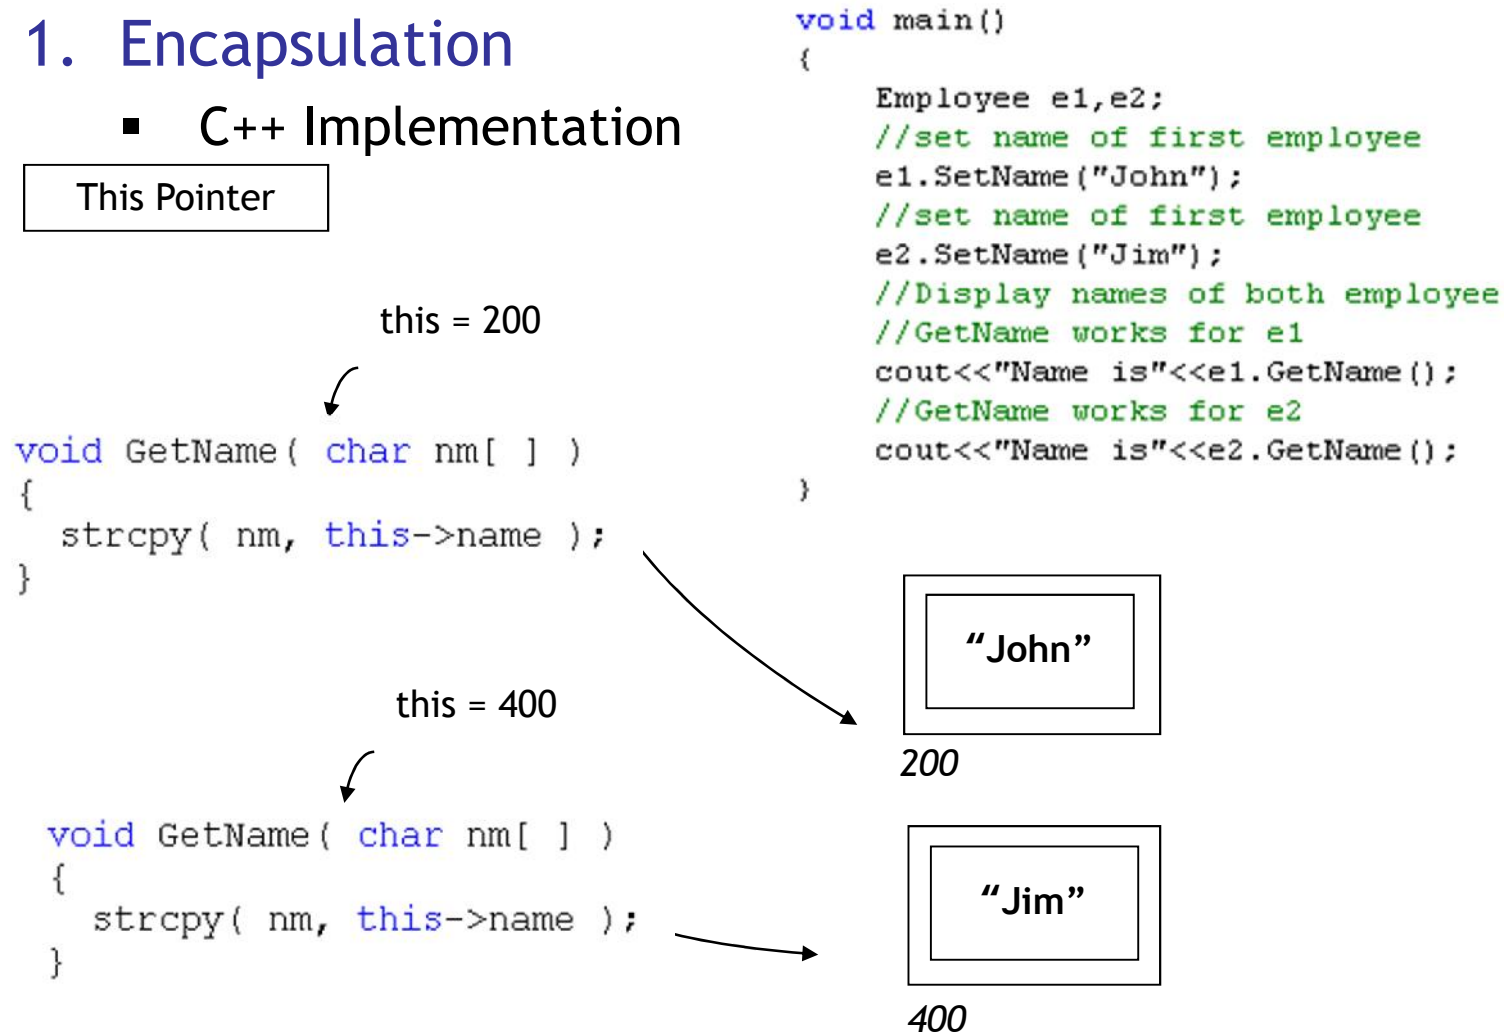 1. Encapsulation
▪ C++ Implementation
This Pointer
this = 200
void GetName( char nm[ ] )
{
strcpy( nm, this->name );
}
this = 400
void GetName( char nm[ ] )
{
strcpy( nm, this->name );
}
void main()
{
Employee e1,e2;
//set name of first employee
e1.SetName("John");
//set name of first employee
e2.SetName("Jim");
//Display names of both employee
//GetName works for e1
cout<<"Name is"<<e1.GetName();
//GetName works for e2
cout<<"Name is"<<e2.GetName();
}
“John”
200
“Jim”
400